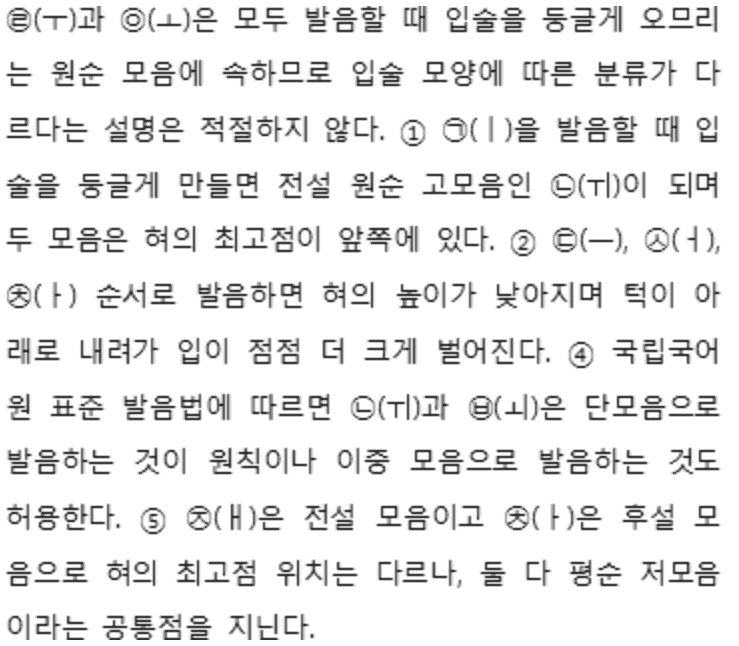 ㉣(ㅜ)과 ㉧(ㅗ)은 모두 발음할 때 입술을 둥글게 오므리
는 원순 모음에 속하므로 입술 모양에 따른 분류가 다
르다는 설명은 적절하지 않다. ① ㉠(ㅣ)을 발음할 때 입
술을 둥글게 만들면 전설 원순 고모음인 ㉡(ㅟ)이 되며
두 모음은 혀의 최고점이 앞쪽에 있다. ② ㉢(ㅡ), ㉦(ㅓ),
㉨(ㅏ) 순서로 발음하면 혀의 높이가 낮아지며 턱이 아
래로 내려가 입이 점점 더 크게 벌어진다. ④ 국립국어
원 표준 발음법에 따르면 ㉡(ㅟ)과 ㉥(ㅚ)은 단모음으로
발음하는 것이 원칙이나 이중 모음으로 발음하는 것도
허용한다. ⑤ ㉨(ㅐ)은 전설 모음이고 ㉩(ㅏ)은 후설 모
음으로 혀의 최고점 위치는 다르나, 둘 다 평순 저모음
이라는 공통점을 지닌다.